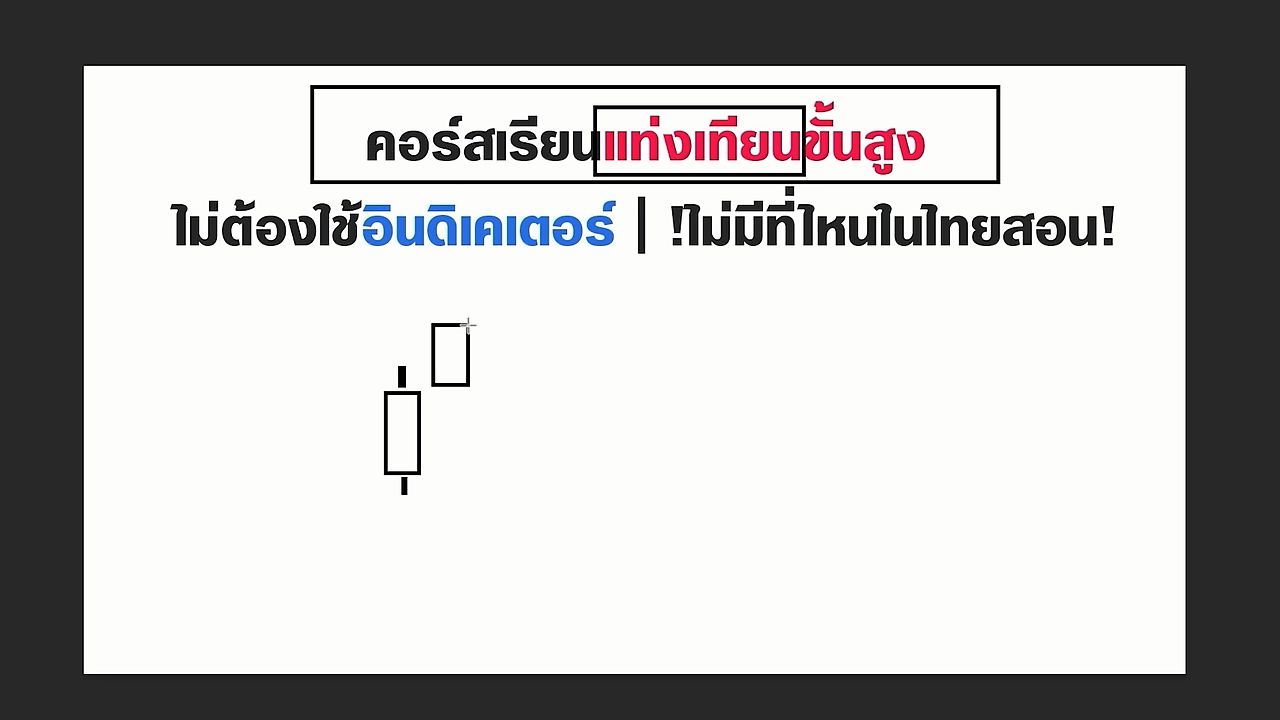 คอร์สเรียนแท่งเทียนขั้นสูง
ไม่ต้องใช้อินดิเคเตอร์ | !ไม่มีที่ไหนในไทยสอน!